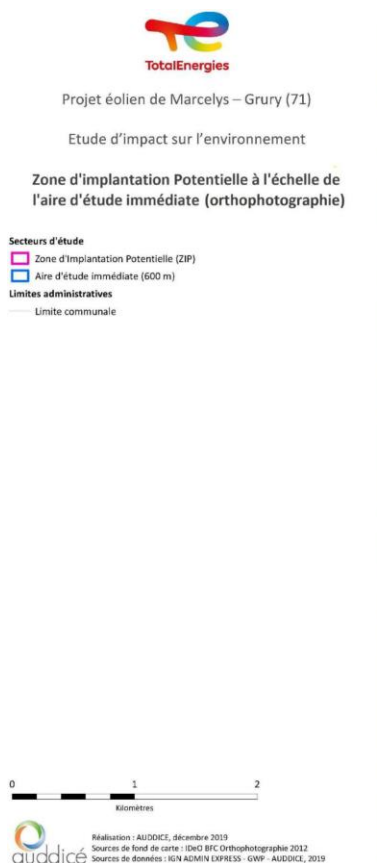 TotalEnergies
Projet éolien de Marcelys – Grury (71)
Etude d'impact sur l'environnement
Zone d'implantation Potentielle à l'échelle de
l'aire d'étude immédiate (orthophotographie)
Secteurs d'étude
Zone d'Implantation Potentielle (ZIP)
Aire d'étude immédiate (600 m)
Limites administratives
Limite communale
0 1 2
Kilomètres
Réalisation : AUDDICE, décembre 2019
Sources de fond de carte : IDeO BFC Orthophotographie 2012
auddicé Sources de données : IGN ADMIN EXPRESS - GWP - AUDDICE, 2019